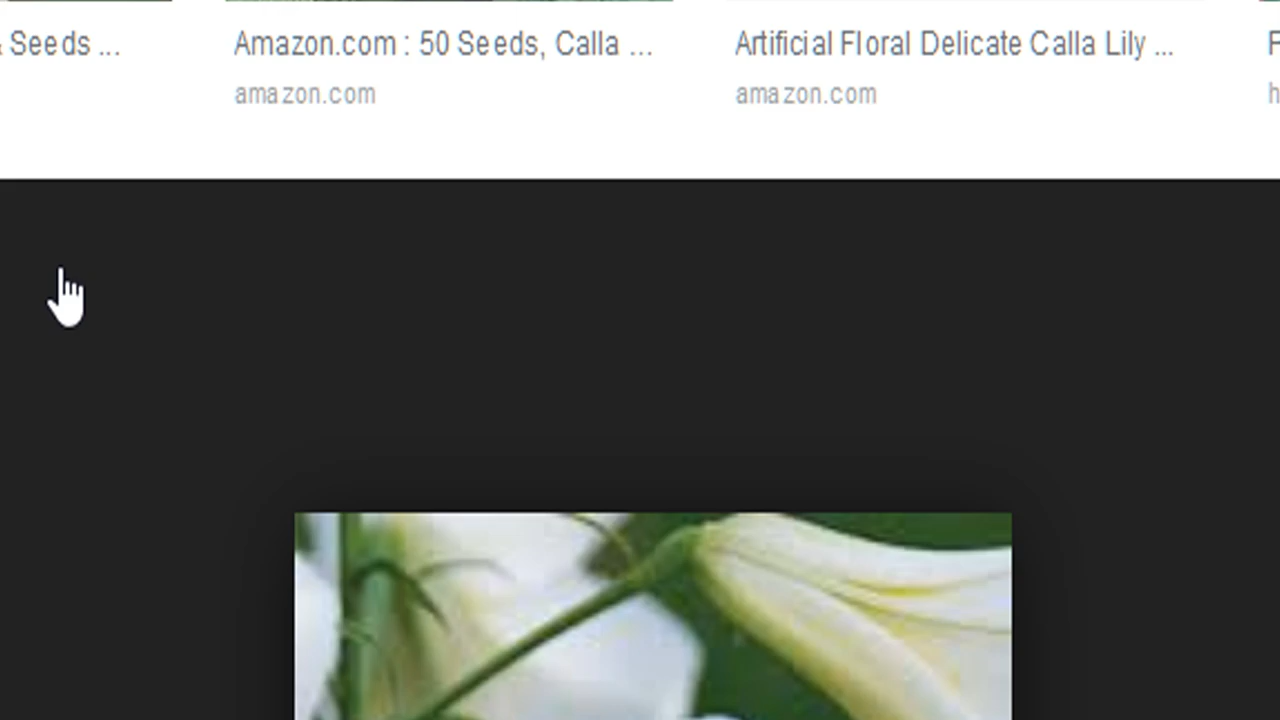 Seeds ...
Amazon.com : 50 Seeds, Calla ...
Artificial Floral Delicate Calla Lily ...
amazon.com
amazon.com